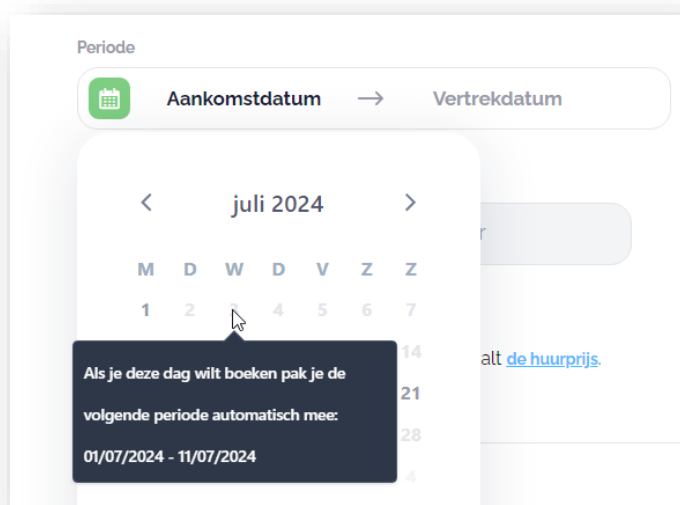 Periode
Aankomstdatum → Vertrekdatum
juli 2024
M D W D V Z Z
1 2 3 4 5 6 7
14
alt de huurprijs.
21
28
4
Als je deze dag wilt boeken pak je de
volgende periode automatisch mee:
01/07/2024 - 11/07/2024